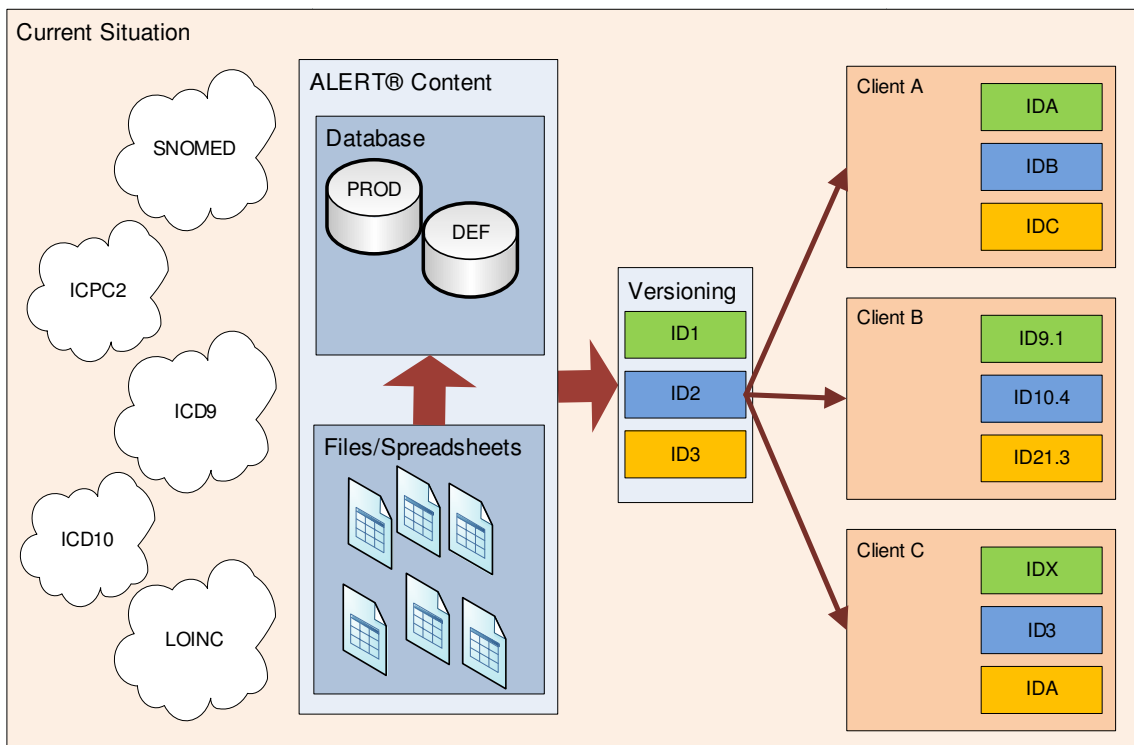 Current Situation
SNOMED
ICPC2
ICD9
ICD10
LOINC
ALERT® Content
Database
PROD
DEF
Files/Spreadsheets
Versioning
ID1
ID2
ID3
Client A
IDA
IDB
IDC
Client B
ID9.1
ID10.4
ID21.3
Client C
IDX
ID3
IDA